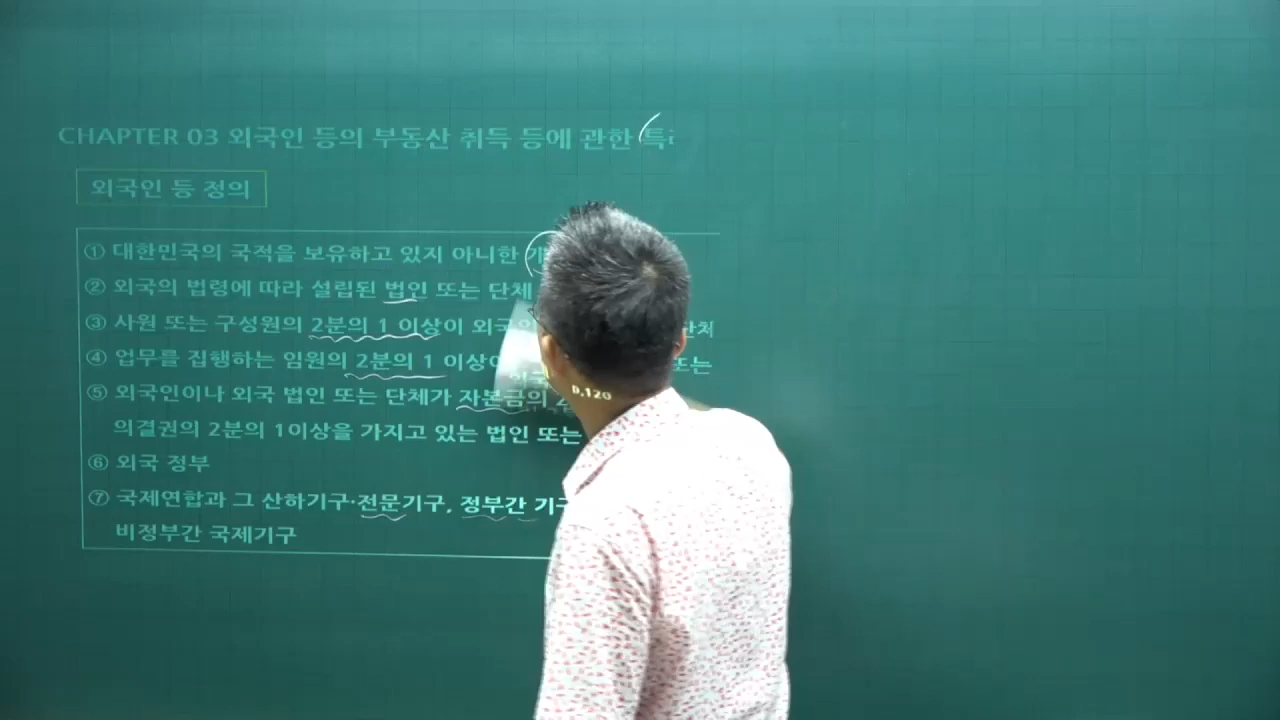 CHAPTER 03 외국인 등의 부동산 취득 등에 관한
외국인 등 정의
① 대한민국의 국적을 보유하고 있지 아니한
② 외국의 법령에 따라 설립된 법인 또는 단체
③ 사원 또는 구성원의 2분의 1 이상이 단체
④ 업무를 집행하는 임원의 2분의 1 이상 또는
⑤ 외국인이나 외국 법인 또는 단체가 자본금의
의결권의 2분의 1이상을 가지고 있는 법인 또는
⑥ 외국 정부
⑦ 국제연합과 그 산하기구·전문기구, 정부간
비정부간 국제기구
p.120